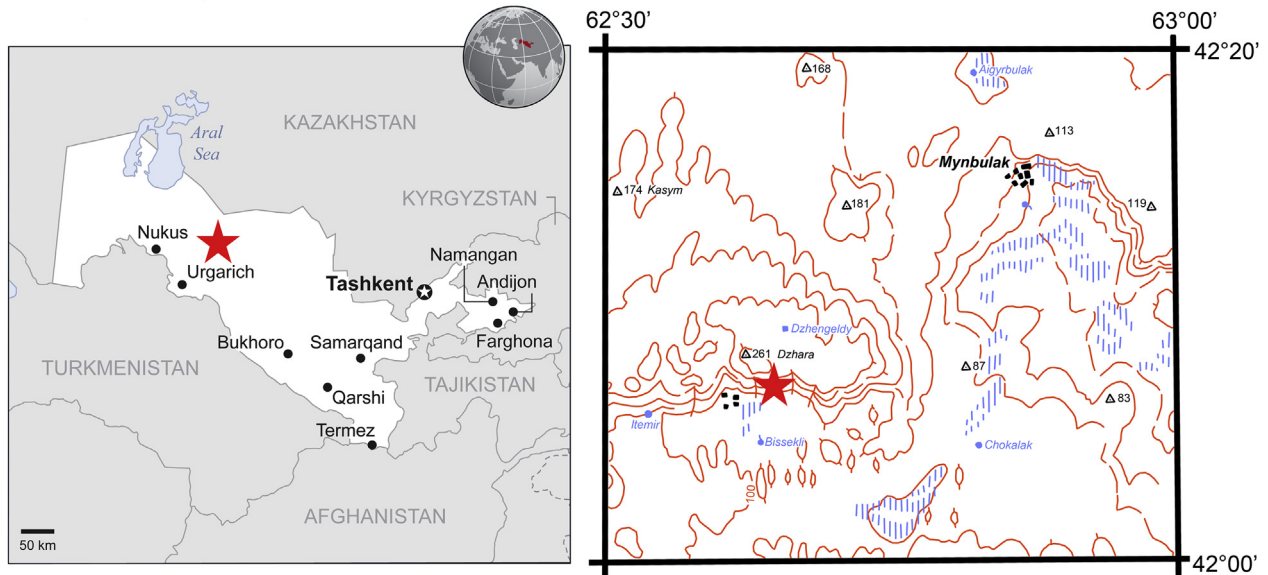 KAZAKHSTAN
Aral
Sea
KYRGYZSTAN
Nukus
Namangan
Urgarich
Tashkent
Andijon
Bukhoro
Samarqand
Farghona
TURKMENISTAN
TAJIKISTAN
Qarshi
Termez
AFGHANISTAN
50 km
62°30′
63°00′
42°20′
168
Aigyrbulak
113
Mynbulak
174 Kasym
181
119
Dzhengeldy
261 Dzhara
87
83
Itemir
Bissekli
Chokalak
100
42°00′